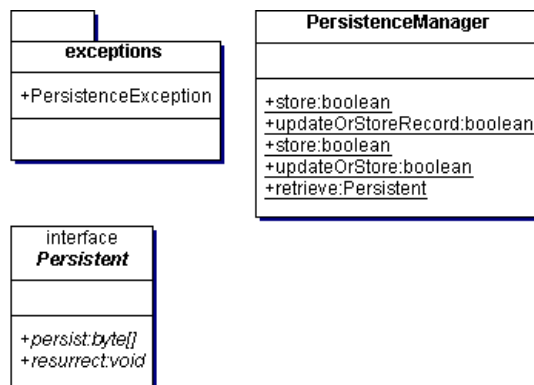 exceptions
+PersistenceException
PersistenceManager
+store:boolean
+updateOrStoreRecord:boolean
+store:boolean
+updateOrStore:boolean
+retrieve:Persistent
interface
Persistent
+persist:byte[]
+resurrect:void